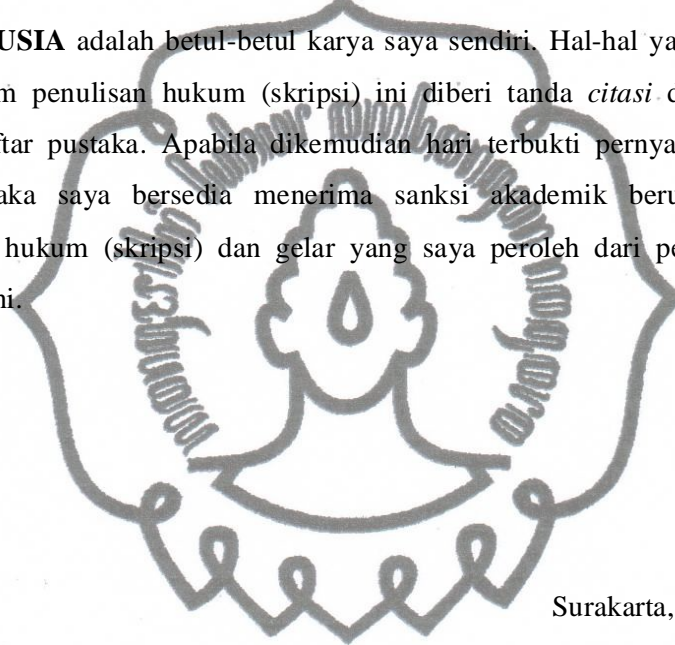 USIA adalah betul-betul karya saya sendiri. Hal-hal ya
m penulisan hukum (skripsi) ini diberi tanda citasi d
ftar pustaka. Apabila dikemudian hari terbukti pernya
aka saya bersedia menerima sanksi akademik beru
hukum (skripsi) dan gelar yang saya peroleh dari pe
ni.
Surakarta,